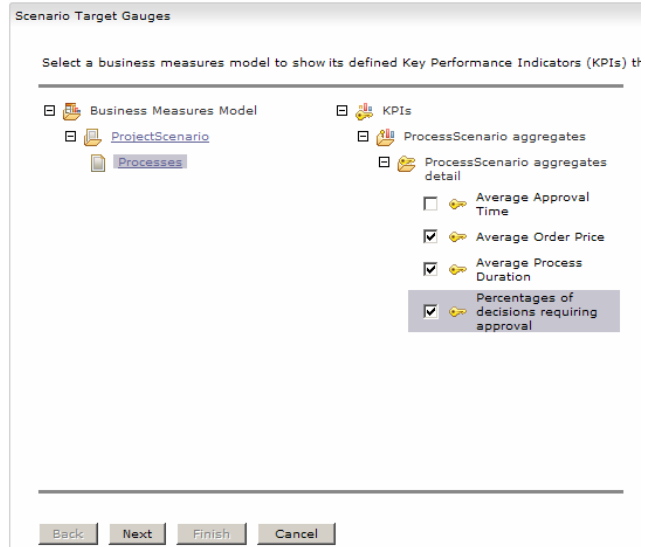 Scenario Target Gauges
Select a business measures model to show its defined Key Performance Indicators (KPIs) th
Business Measures Model
ProjectScenario
Processes
KPIs
ProcessScenario aggregates
ProcessScenario aggregates
detail
Average Approval
Time
Average Order Price
Average Process
Duration
Percentages of
decisions requiring
approval
Back
Next
Finish
Cancel